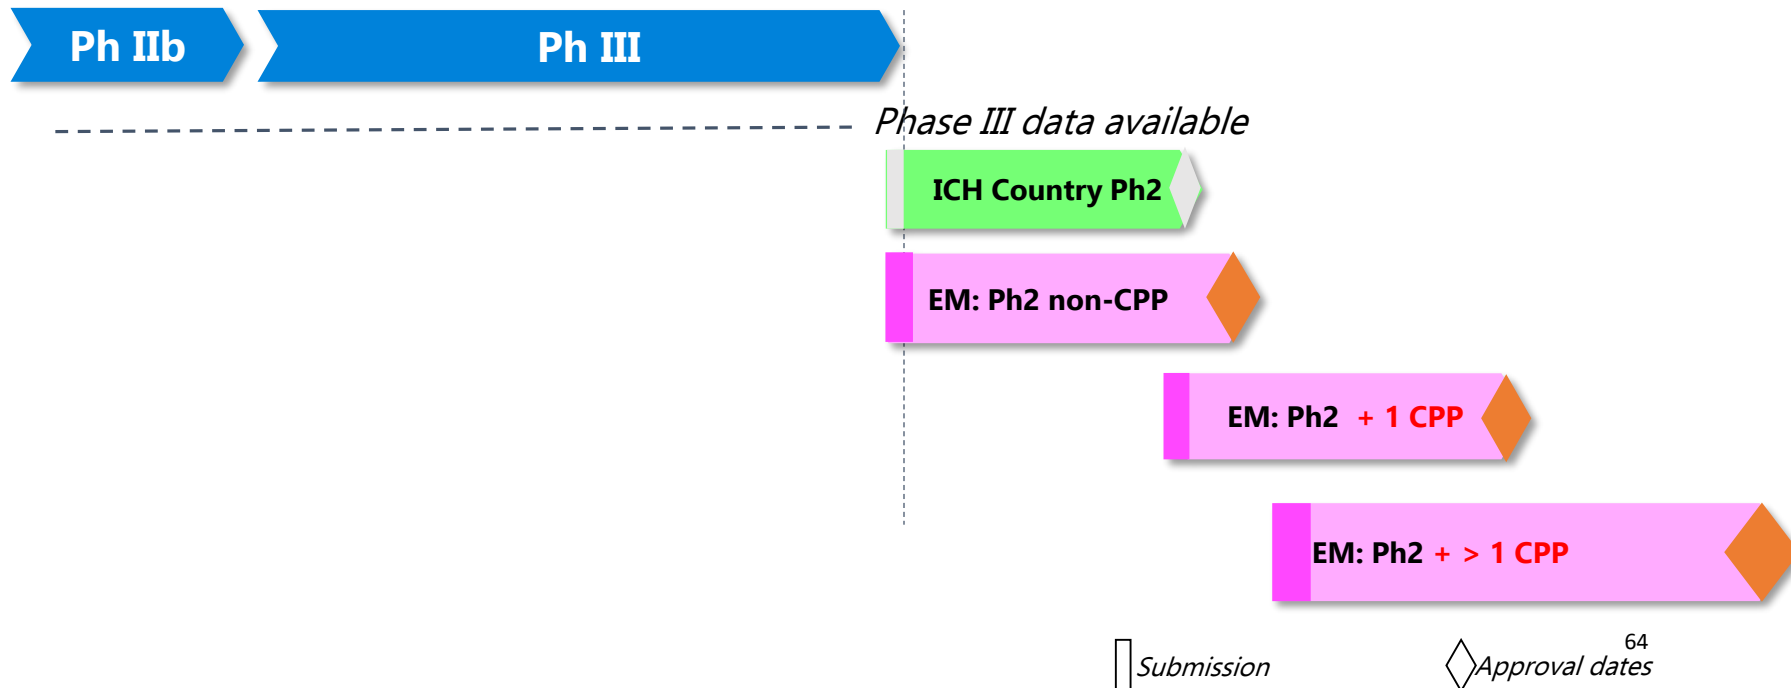 Ph IIb
Ph III
Phase III data available
ICH Country Ph2
EM: Ph2 non-CPP
EM: Ph2 + 1 CPP
EM: Ph2 + > 1 CPP
64
Submission
Approval dates